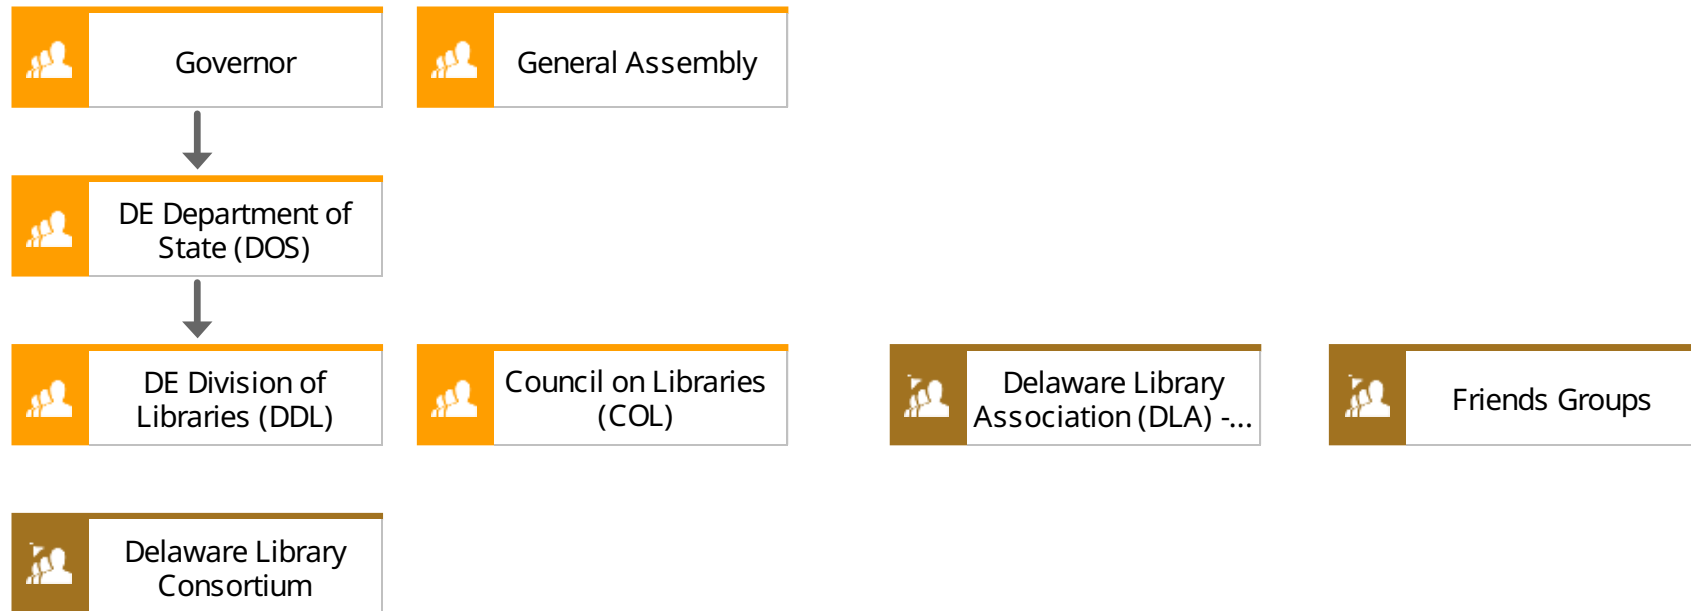 Governor
General Assembly
DE Department of
State (DOS)
DE Division of
Libraries (DDL)
Council on Libraries
(COL)
Delaware Library
Association (DLA) -...
Friends Groups
Delaware Library
Consortium